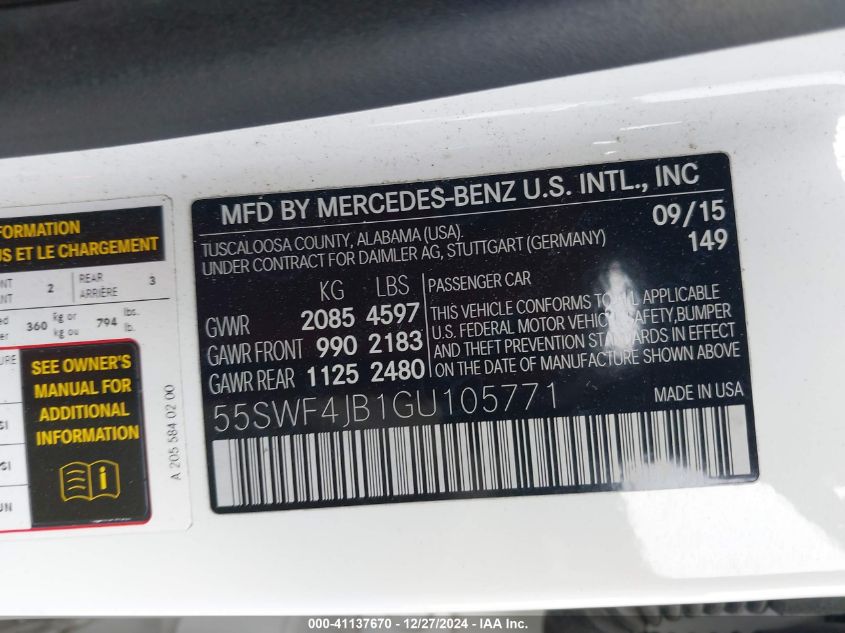 FORMATION
US ET LE CHARGEMENT
2 REAR ARRIÈRE 3
360 kg or kg ou 794 lbs. lb.
SEE OWNER'S
MANUAL FOR
ADDITIONAL
INFORMATION
A 205 584 02 00
MFD BY MERCEDES-BENZ U.S. INTL., INC
TUSCALOOSA COUNTY, ALABAMA (USA). 09/15
UNDER CONTRACT FOR DAIMLER AG, STUTTGART (GERMANY) 149
KG LBS
GVWR 2085 4597
GAWR FRONT 990 2183
GAWR REAR 1125 2480
PASSENGER CAR
THIS VEHICLE CONFORMS TO ALL APPLICABLE
U.S. FEDERAL MOTOR VEHICLE SAFETY, BUMPER
AND THEFT PREVENTION STANDARDS IN EFFECT
ON THE DATE OF MANUFACTURE SHOWN ABOVE
55SWF4JB1GU105771
MADE IN USA
000-41137670 - 12/27/2024 - IAA Inc.